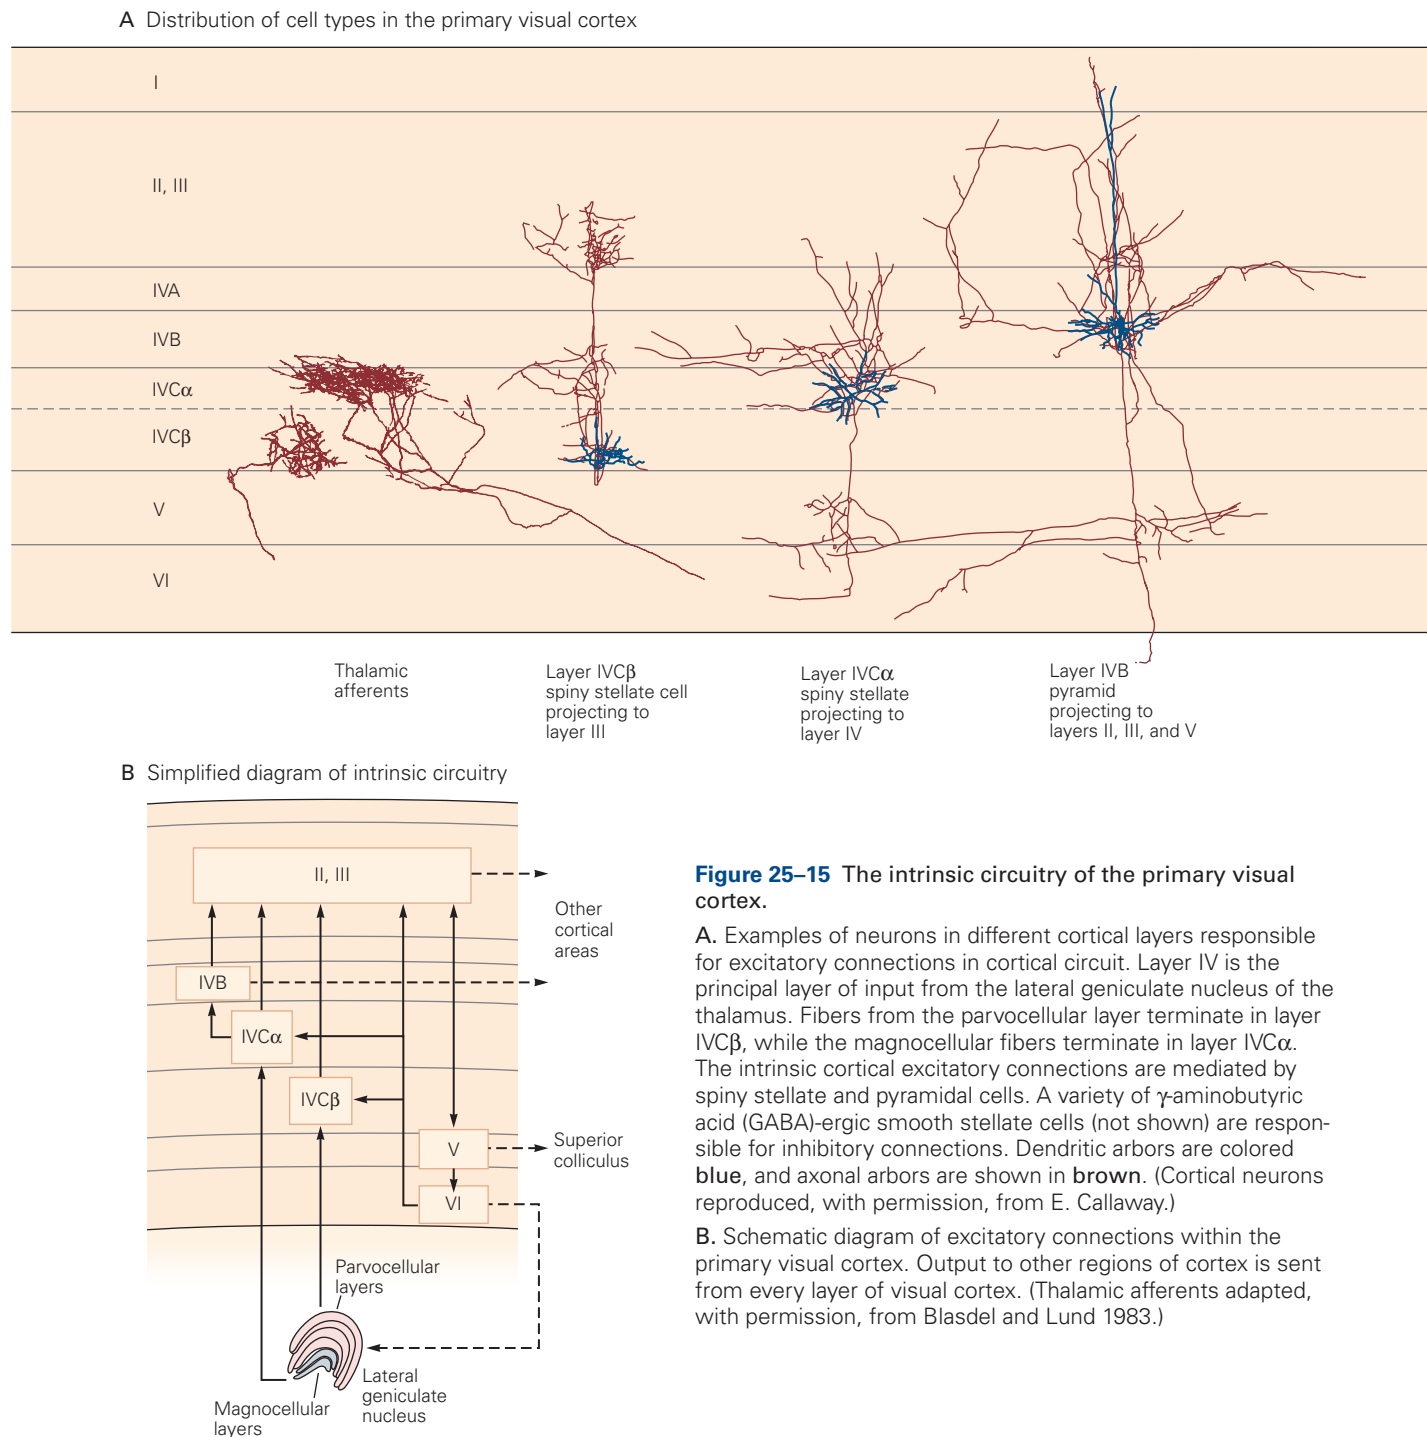 A Distribution of cell types in the primary visual cortex
I
II, III
IVA
IVB
IVCα
IVCβ
V
VI
Thalamic
afferents
Layer IVCβ
spiny stellate cell
projecting to
layer III
Layer IVCα
spiny stellate
projecting to
layer IV
Layer IVB
pyramid
projecting to
layers II, III, and V
B Simplified diagram of intrinsic circuitry
II, III
Other
cortical
areas
IVB
IVCα
IVCβ
V
Superior
colliculus
VI
Parvocellular
layers
Lateral
geniculate
nucleus
Magnocellular
layers
Figure 25–15 The intrinsic circuitry of the primary visual
cortex.
A. Examples of neurons in different cortical layers responsible
for excitatory connections in cortical circuit. Layer IV is the
principal layer of input from the lateral geniculate nucleus of the
thalamus. Fibers from the parvocellular layer terminate in layer
IVCβ, while the magnocellular fibers terminate in layer IVCα.
The intrinsic cortical excitatory connections are mediated by
spiny stellate and pyramidal cells. A variety of γ-aminobutyric
acid (GABA)-ergic smooth stellate cells (not shown) are respon-
sible for inhibitory connections. Dendritic arbors are colored
blue, and axonal arbors are shown in brown. (Cortical neurons
reproduced, with permission, from E. Callaway.)
B. Schematic diagram of excitatory connections within the
primary visual cortex. Output to other regions of cortex is sent
from every layer of visual cortex. (Thalamic afferents adapted,
with permission, from Blasdel and Lund 1983.)